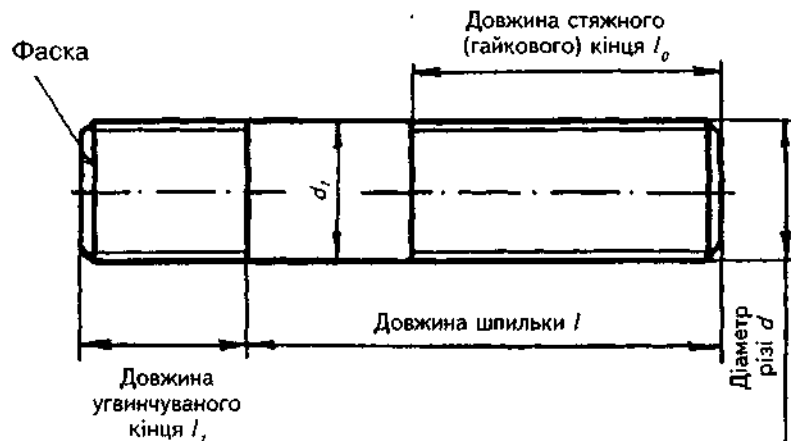 Довжина стяжного
(гайкового) кінця l₀
Фаска
d₁
Довжина шпильки l
Діаметр
різі d
Довжина
угвинчуваного
кінця l₁